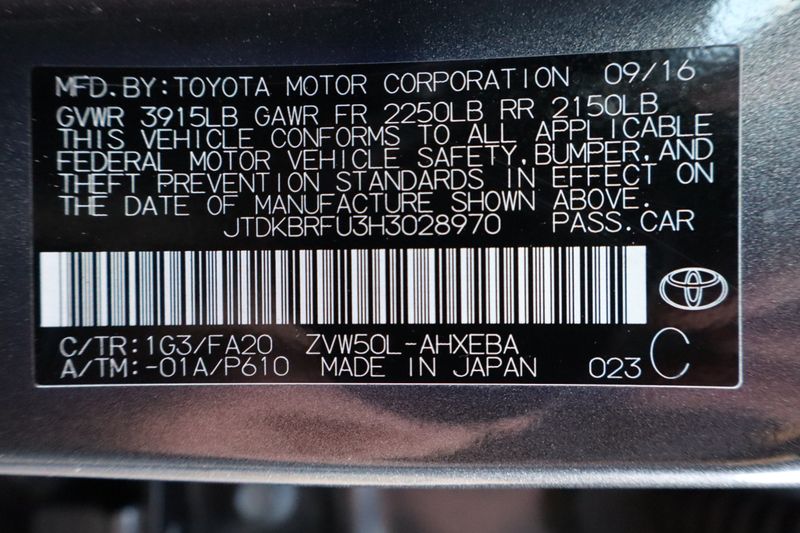 MFD.BY:TOYOTA MOTOR CORPORATION 09/16
GVWR 3915LB GAWR FR 2250LB RR 2150LB
THIS VEHICLE CONFORMS TO ALL APPLICABLE
FEDERAL MOTOR VEHICLE SAFETY,BUMPER,AND
THEFT PREVENTION STANDARDS IN EFFECT ON
THE DATE OF MANUFACTURE SHOWN ABOVE.
JTDKBRFU3H3028970 PASS.CAR
C/TR:1G3/FA20 ZVW50L-AHXEBA
A/TM:-01A/P610 MADE IN JAPAN 023 C